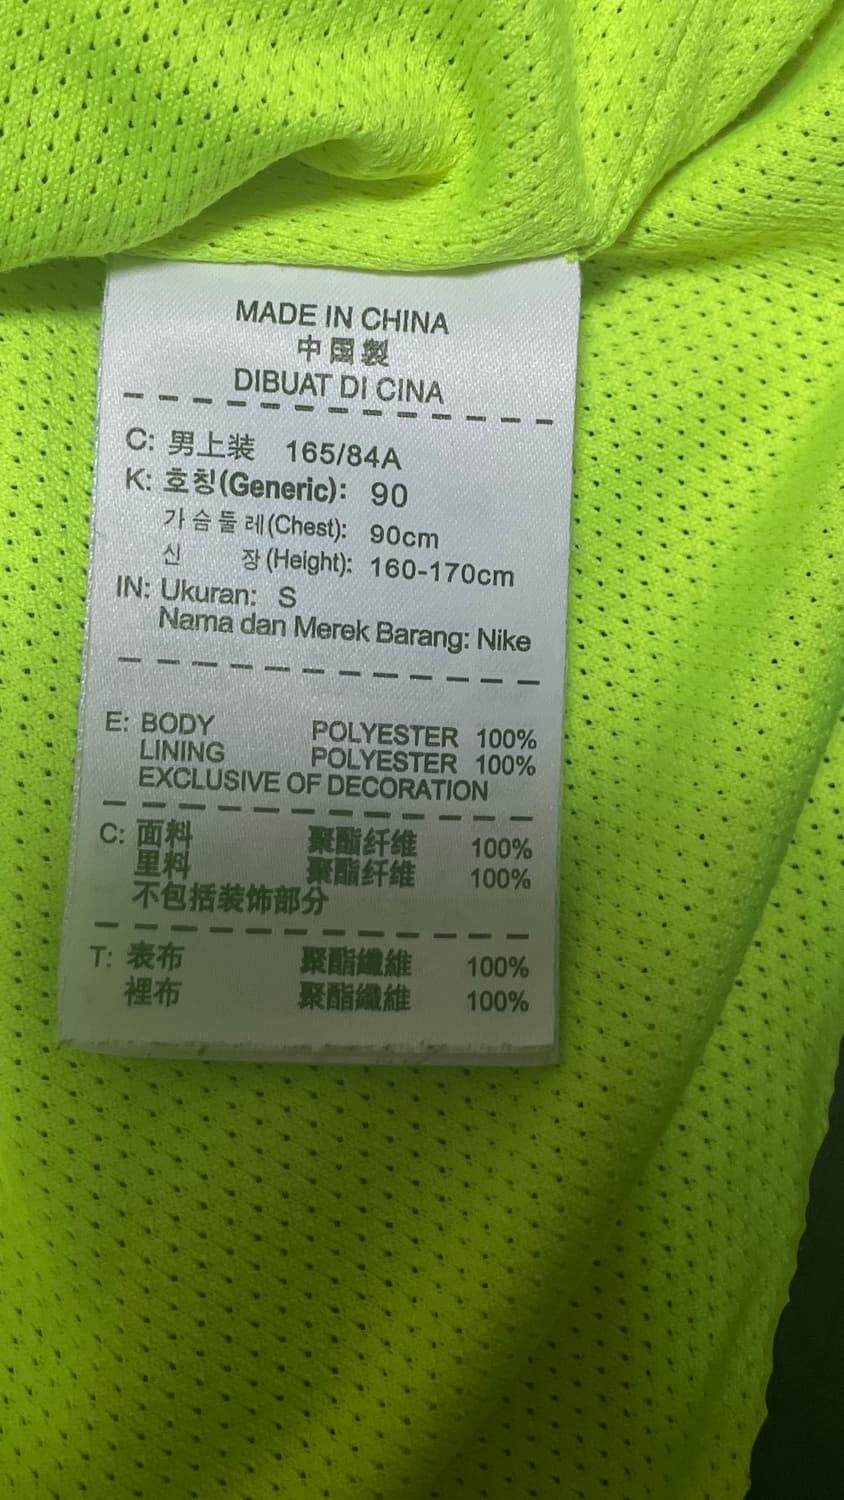 MADE IN CHINA
中国製
DIBUAT DI CINA
C: 男上装 165/84A
K: 호칭(Generic): 90
가슴둘레(Chest): 90cm
신 장(Height): 160-170cm
IN: Ukuran: S
Nama dan Merek Barang: Nike
E: BODY POLYESTER 100%
LINING POLYESTER 100%
EXCLUSIVE OF DECORATION
C: 面料 聚酯纤维 100%
里料 聚酯纤维 100%
不包括装饰部分
T: 表布 聚酯纖維 100%
裡布 聚酯纖維 100%